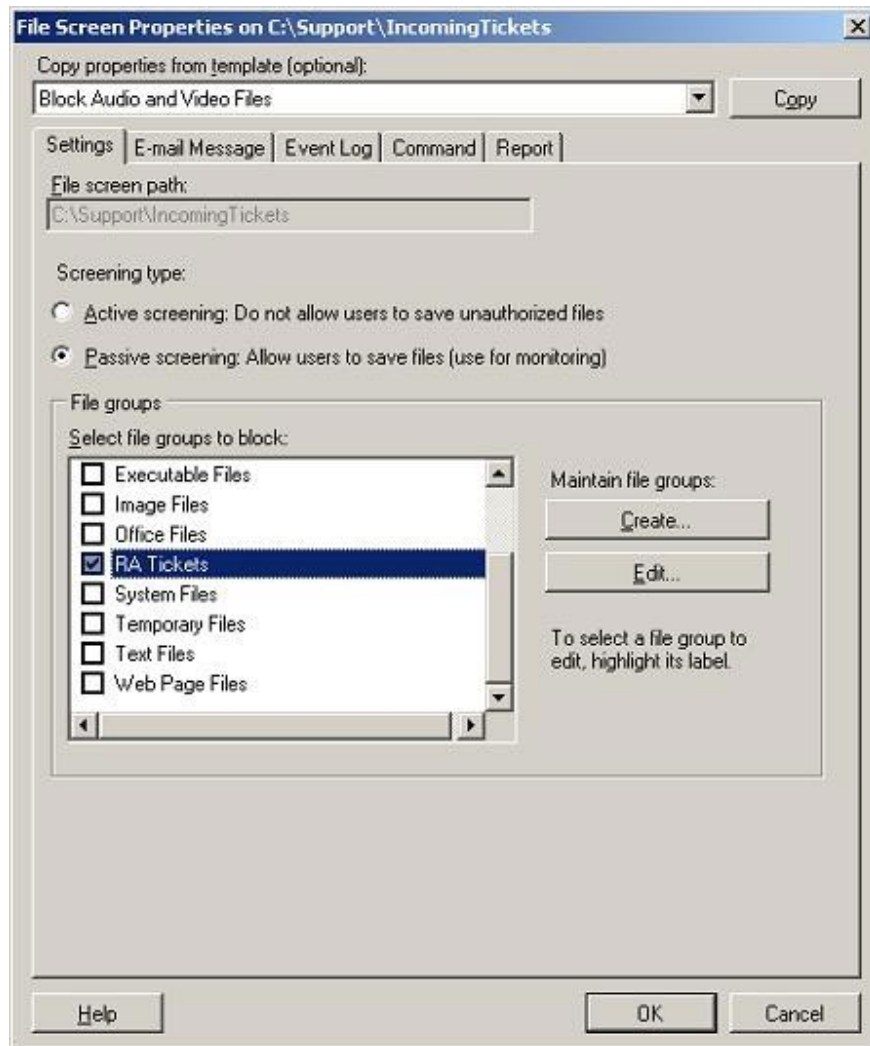 File Screen Properties on C:\Support\IncomingTickets
Copy properties from template (optional):
Block Audio and Video Files
Copy
Settings
E-mail Message
Event Log
Command
Report
File screen path:
C:\Support\IncomingTickets
Screening type:
Active screening: Do not allow users to save unauthorized files
Passive screening: Allow users to save files (use for monitoring)
File groups
Select file groups to block:
Executable Files
Image Files
Office Files
RA Tickets
System Files
Temporary Files
Text Files
Web Page Files
Maintain file groups:
Create...
Edit...
To select a file group to
edit, highlight its label.
Help
OK
Cancel